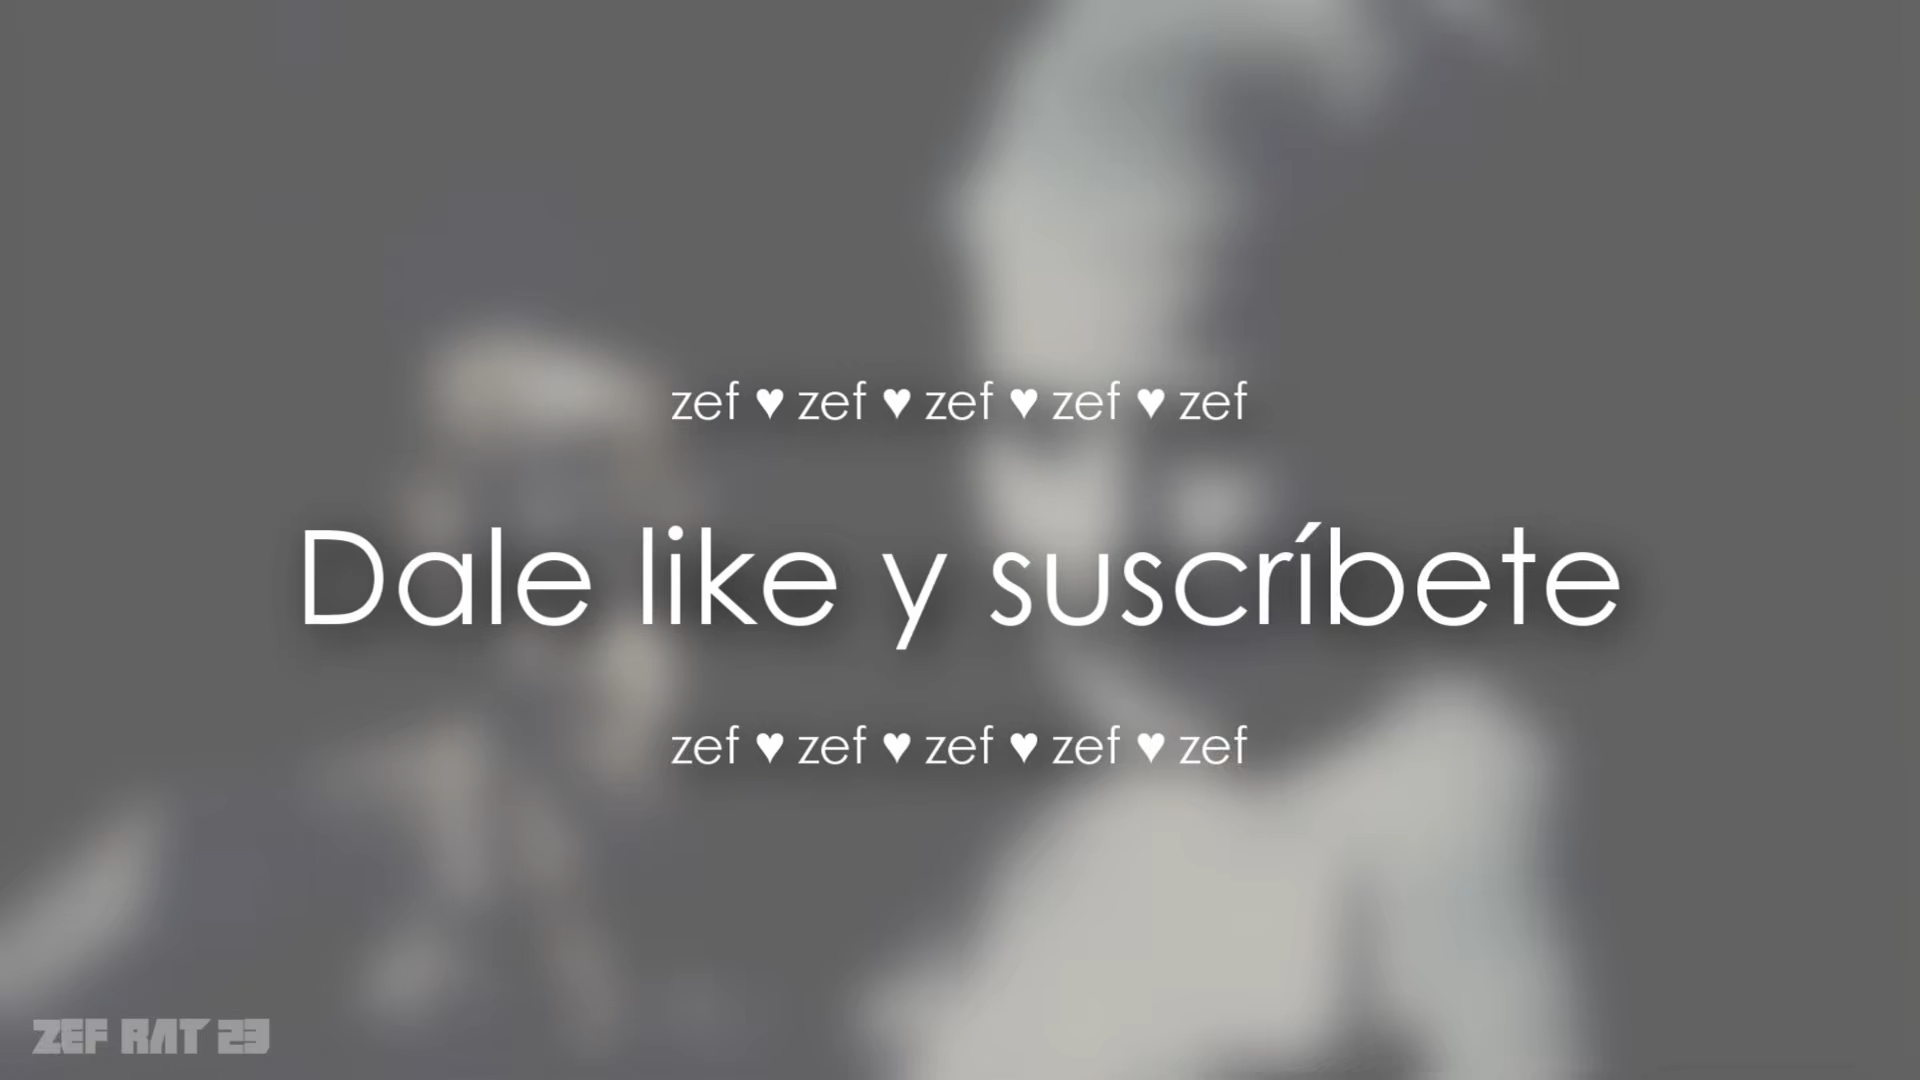 zef ♥ zef ♥ zef ♥ zef ♥ zef
Dale like y suscríbete
zef ♥ zef ♥ zef ♥ zef ♥ zef
ZEF RAT 23